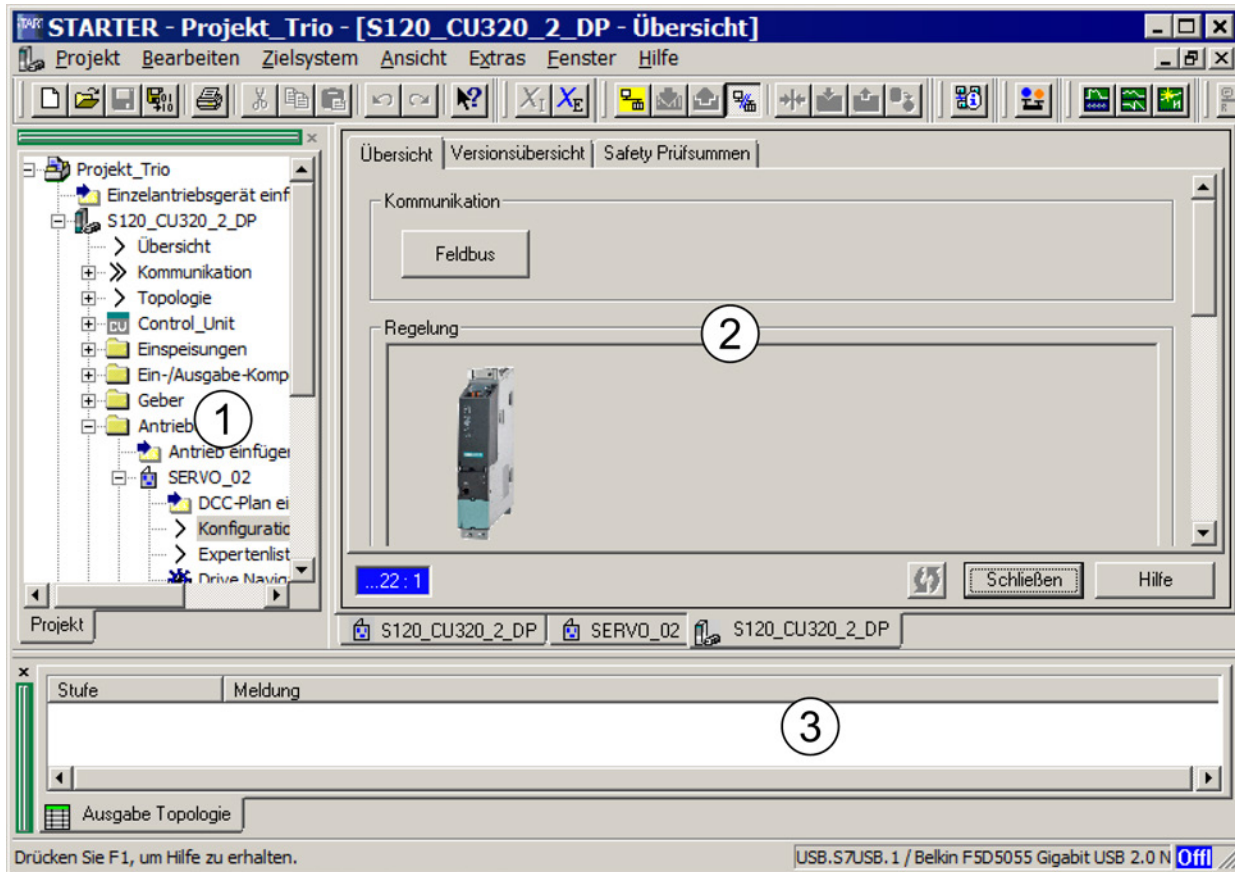 STARTER - Projekt_Trio - [S120_CU320_2_DP - Übersicht]
Projekt Bearbeiten Zielsystem Ansicht Extras Fenster Hilfe
Projekt_Trio
Einzelantriebsgerät einf
S120_CU320_2_DP
Übersicht
Kommunikation
Topologie
Control_Unit
Einspeisungen
Ein-/Ausgabe-Komp
Geber
Antrieb
Antrieb einfüger
SERVO_02
DCC-Plan ei
Konfiguratio
Expertenlist
Drive Navig
Projekt
1
Übersicht Versionsübersicht Safety Prüfsummen
Kommunikation
Feldbus
Regelung
2
...22 : 1
Schließen Hilfe
S120_CU320_2_DP SERVO_02 S120_CU320_2_DP
Stufe Meldung
3
Ausgabe Topologie
Drücken Sie F1, um Hilfe zu erhalten. USB.S7USB.1 / Belkin F5D5055 Gigabit USB 2.0 N Offl